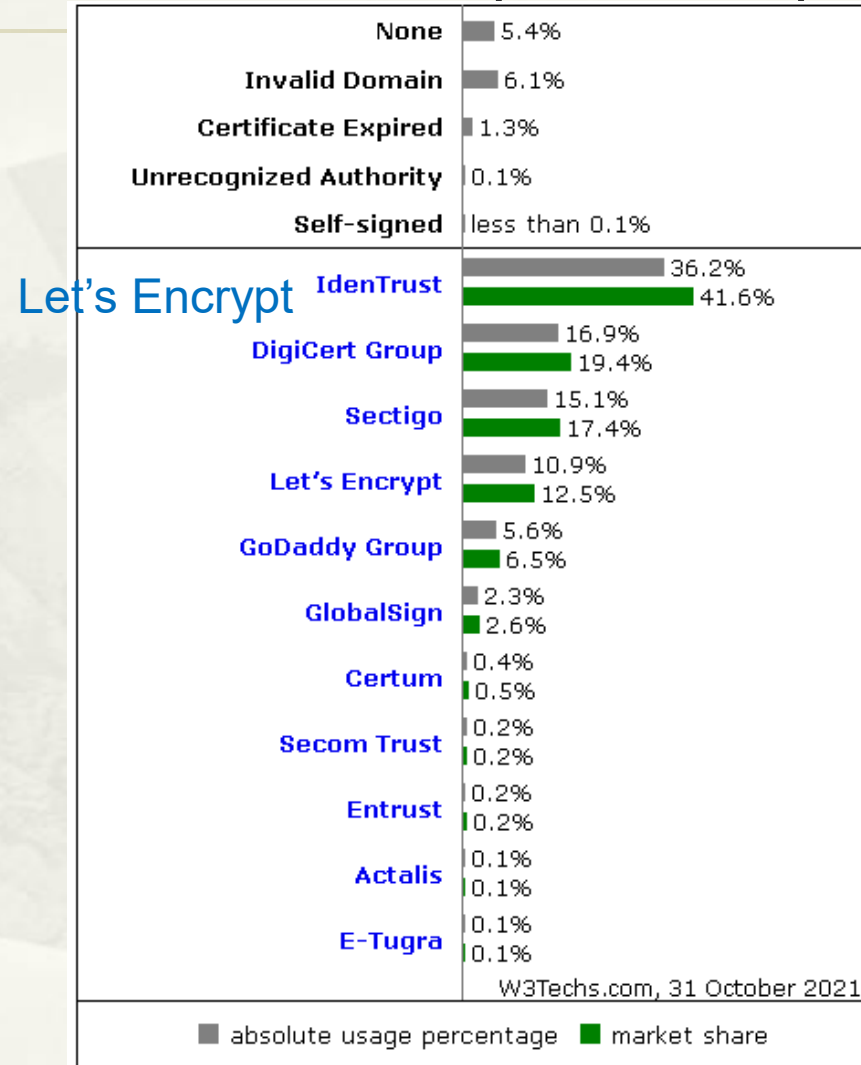 None 5.4%
Invalid Domain 6.1%
Certificate Expired 1.3%
Unrecognized Authority 0.1%
Self-signed less than 0.1%
Let’s Encrypt IdenTrust 36.2%
41.6%
DigiCert Group 16.9%
19.4%
Sectigo 15.1%
17.4%
Let’s Encrypt 10.9%
12.5%
GoDaddy Group 5.6%
6.5%
GlobalSign 2.3%
2.6%
Certum 0.4%
0.5%
Secom Trust 0.2%
0.2%
Entrust 0.2%
0.2%
Actalis 0.1%
0.1%
E-Tugra 0.1%
0.1%
W3Techs.com, 31 October 2021
absolute usage percentage market share